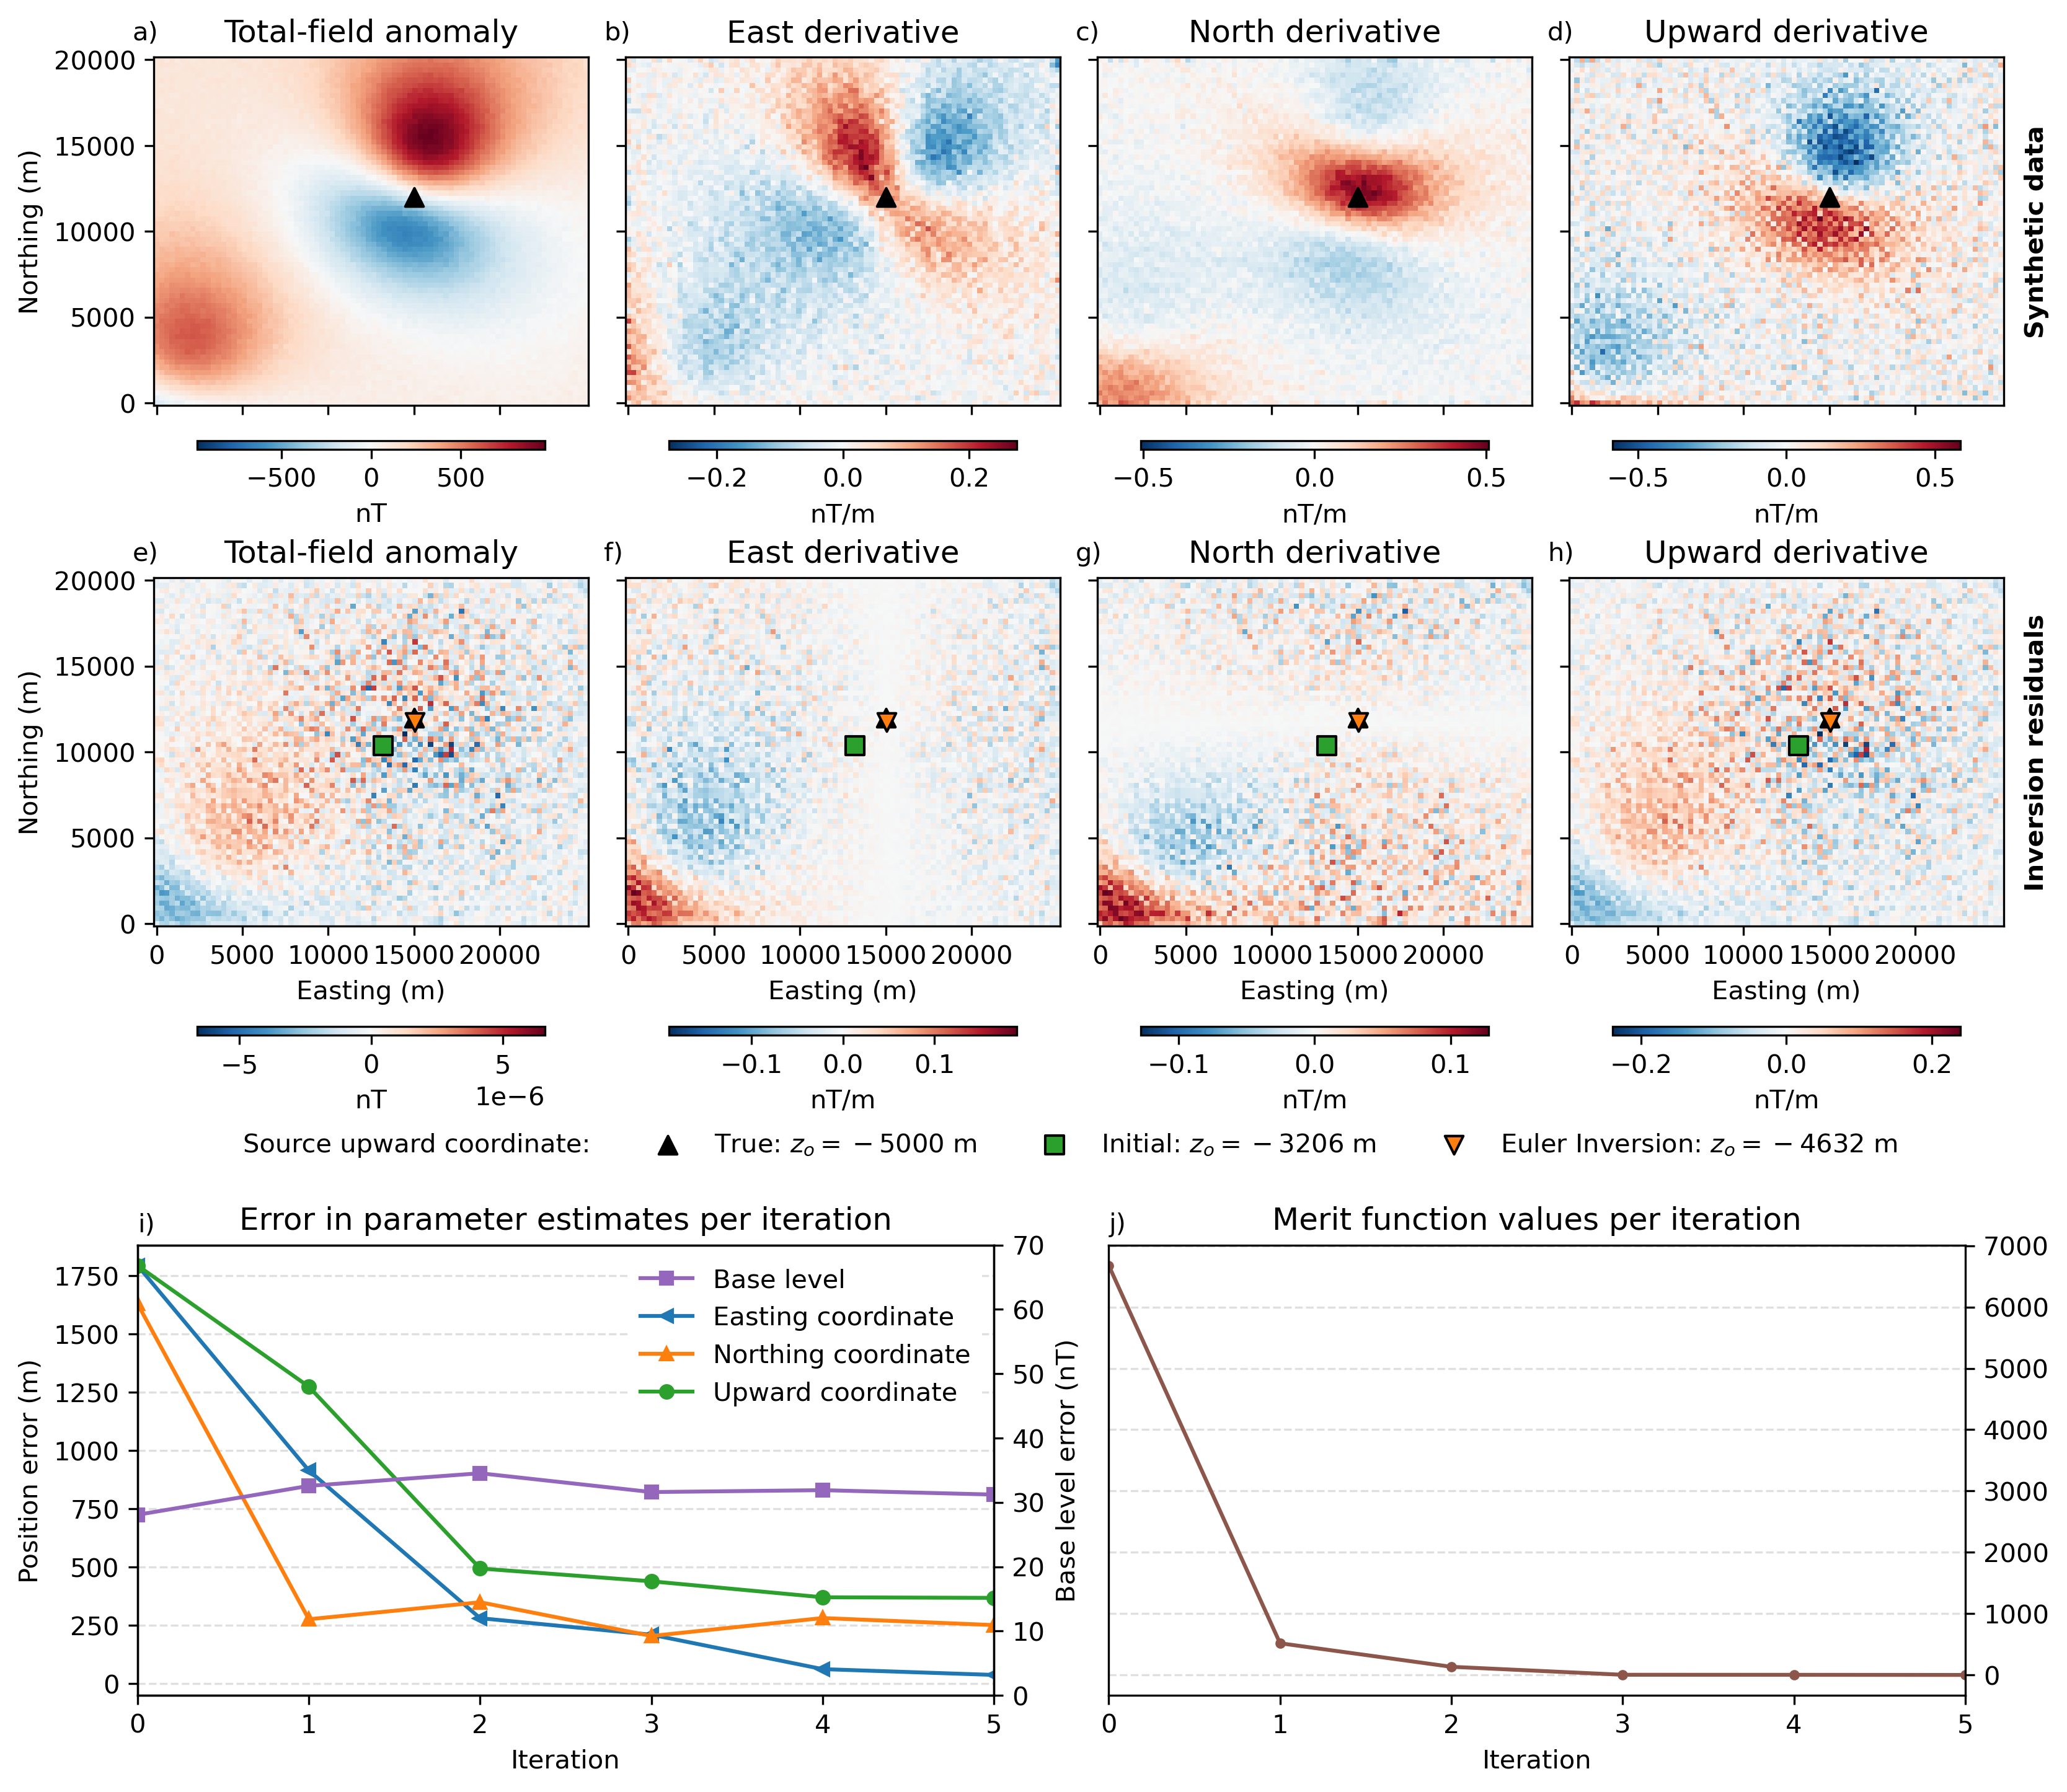 a) Total-field anomaly
b) East derivative
c) North derivative
d) Upward derivative
20000
15000
10000
5000
0
Northing (m)
Synthetic data
−500 0 500
nT
−0.2 0.0 0.2
nT/m
−0.5 0.0 0.5
nT/m
−0.5 0.0 0.5
nT/m
e) Total-field anomaly
f) East derivative
g) North derivative
h) Upward derivative
20000
15000
10000
5000
0
Northing (m)
Inversion residuals
0 5000 10000 15000 20000
Easting (m)
0 5000 10000 15000 20000
Easting (m)
0 5000 10000 15000 20000
Easting (m)
0 5000 10000 15000 20000
Easting (m)
−5 0 5
nT 1e−6
−0.1 0.0 0.1
nT/m
−0.1 0.0 0.1
nT/m
−0.2 0.0 0.2
nT/m
Source upward coordinate: True: zo = −5000 m Initial: zo = −3206 m Euler Inversion: zo = −4632 m
i) Error in parameter estimates per iteration
1750
1500
1250
1000
750
500
250
0
Position error (m)
Base level
Easting coordinate
Northing coordinate
Upward coordinate
70
60
50
40
30
20
10
0
Base level error (nT)
0 1 2 3 4 5
Iteration
j) Merit function values per iteration
7000
6000
5000
4000
3000
2000
1000
0
0 1 2 3 4 5
Iteration